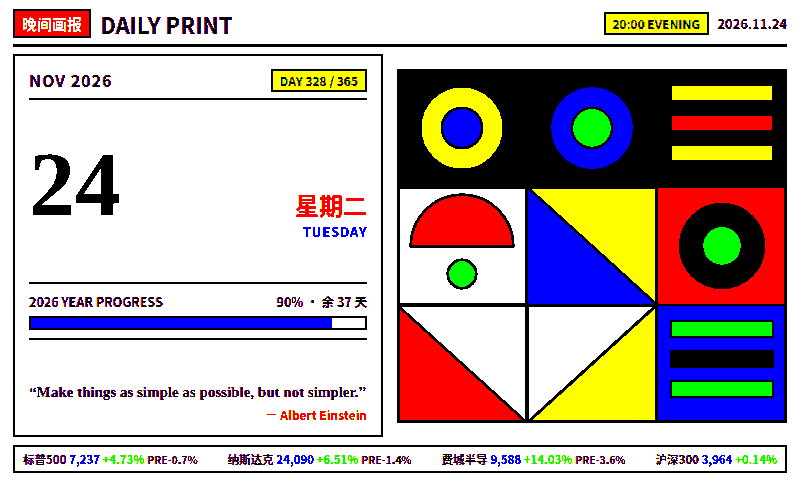 晚间画报 DAILY PRINT 20:00 EVENING 2026.11.24
NOV 2026 DAY 328 / 365
24
星期二
TUESDAY
2026 YEAR PROGRESS 90% · 余 37 天
“Make things as simple as possible, but not simpler.”
— Albert Einstein
标普500 7,237 +4.73% PRE-0.7% 纳斯达克 24,090 +6.51% PRE-1.4% 费城半导 9,588 +14.03% PRE-3.6% 沪深300 3,964 +0.14%